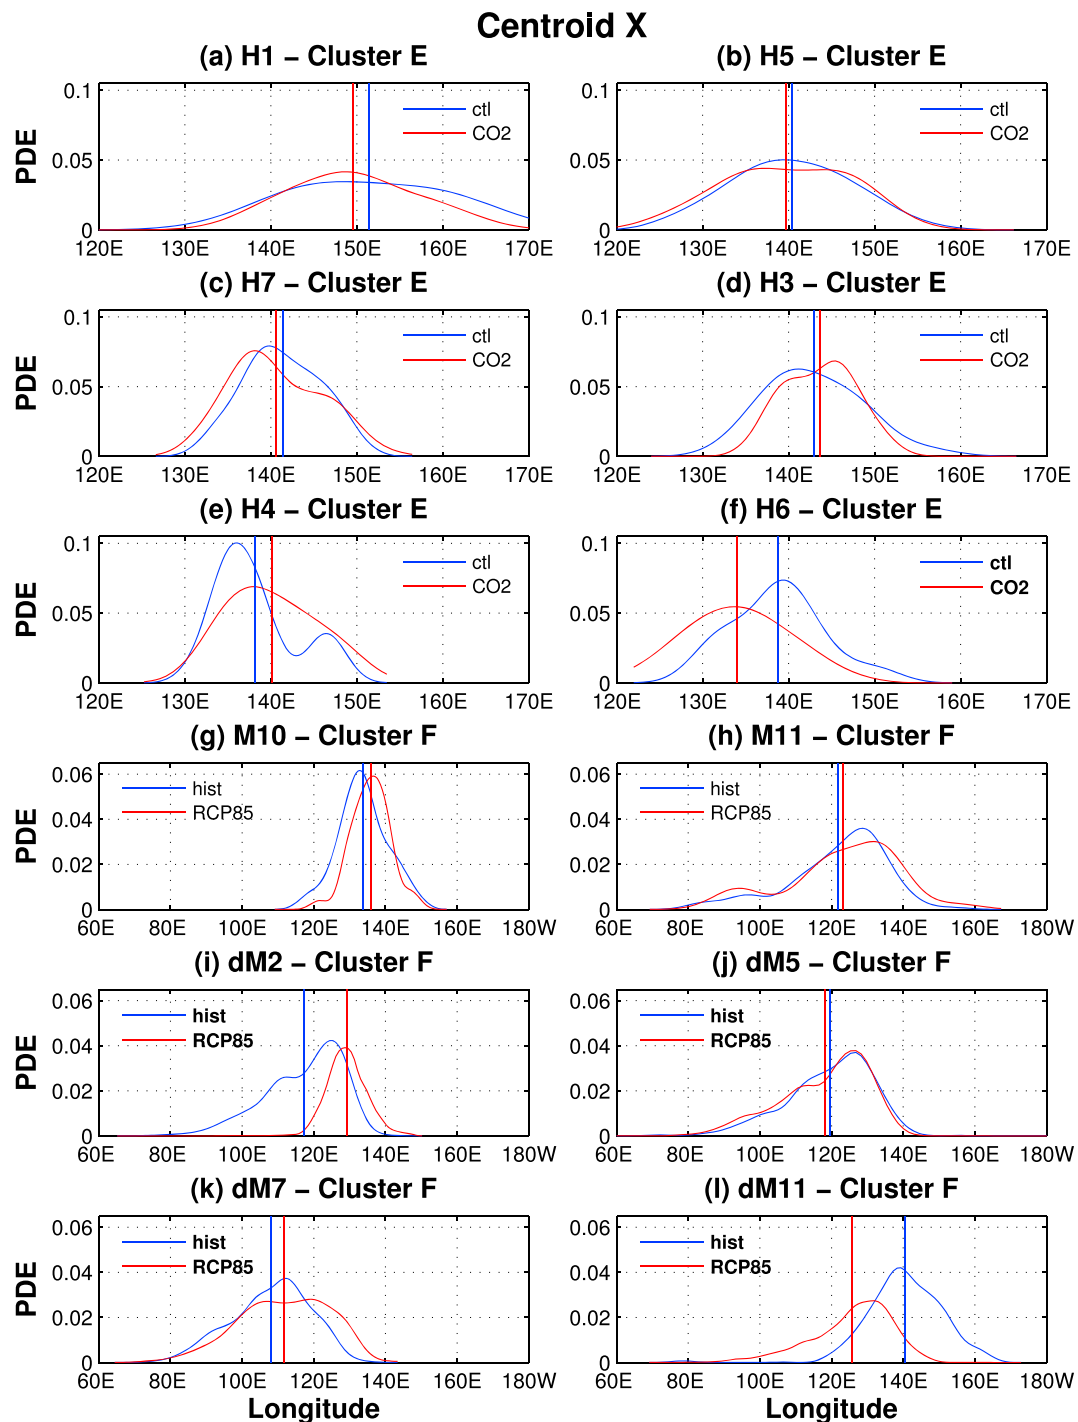 Centroid X
(a) H1 − Cluster E
(b) H5 − Cluster E
PDE
0.1
0.05
0
ctl
CO2
120E 130E 140E 150E 160E 170E
0.1
0.05
0
ctl
CO2
120E 130E 140E 150E 160E 170E
(c) H7 − Cluster E
(d) H3 − Cluster E
PDE
0.1
0.05
0
ctl
CO2
120E 130E 140E 150E 160E 170E
0.1
0.05
0
ctl
CO2
120E 130E 140E 150E 160E 170E
(e) H4 − Cluster E
(f) H6 − Cluster E
PDE
0.1
0.05
0
ctl
CO2
120E 130E 140E 150E 160E 170E
0.1
0.05
0
ctl
CO2
120E 130E 140E 150E 160E 170E
(g) M10 − Cluster F
(h) M11 − Cluster F
PDE
0.06
0.04
0.02
0
hist
RCP85
60E 80E 100E 120E 140E 160E 180W
0.06
0.04
0.02
0
hist
RCP85
60E 80E 100E 120E 140E 160E 180W
(i) dM2 − Cluster F
(j) dM5 − Cluster F
PDE
0.06
0.04
0.02
0
hist
RCP85
60E 80E 100E 120E 140E 160E 180W
0.06
0.04
0.02
0
hist
RCP85
60E 80E 100E 120E 140E 160E 180W
(k) dM7 − Cluster F
(l) dM11 − Cluster F
PDE
0.06
0.04
0.02
0
hist
RCP85
60E 80E 100E 120E 140E 160E 180W
Longitude
0.06
0.04
0.02
0
hist
RCP85
60E 80E 100E 120E 140E 160E 180W
Longitude